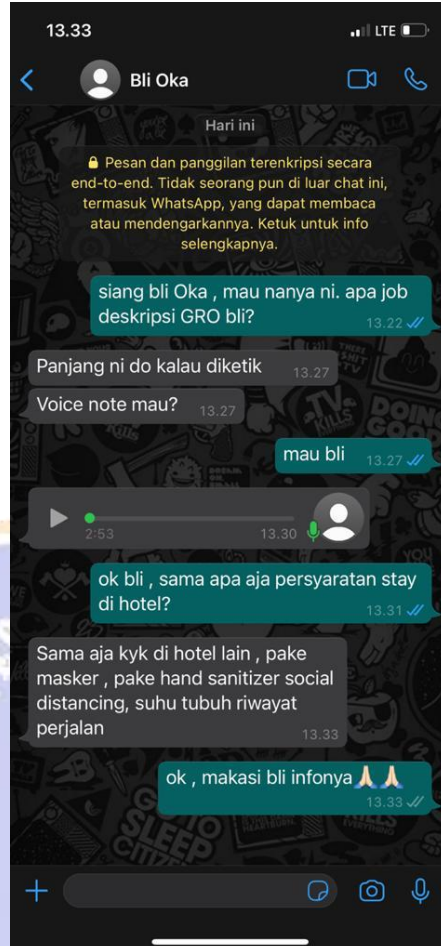 13.33
LTE
Bli Oka
Hari ini
Pesan dan panggilan terenkripsi secara
end-to-end. Tidak seorang pun di luar chat ini,
termasuk WhatsApp, yang dapat membaca
atau mendengarkannya. Ketuk untuk info
selengkapnya.
siang bli Oka , mau nanya ni. apa job
deskripsi GRO bli?
13.22
Panjang ni do kalau diketik
13.27
Voice note mau?
13.27
mau bli
13.27
2:53
13.30
ok bli , sama apa aja persyaratan stay
di hotel?
13.31
Sama aja kyk di hotel lain , pake
masker , pake hand sanitizer social
distancing, suhu tubuh riwayat
perjalan
13.33
ok , makasi bli infonya🙏🏻🙏🏻
13.33